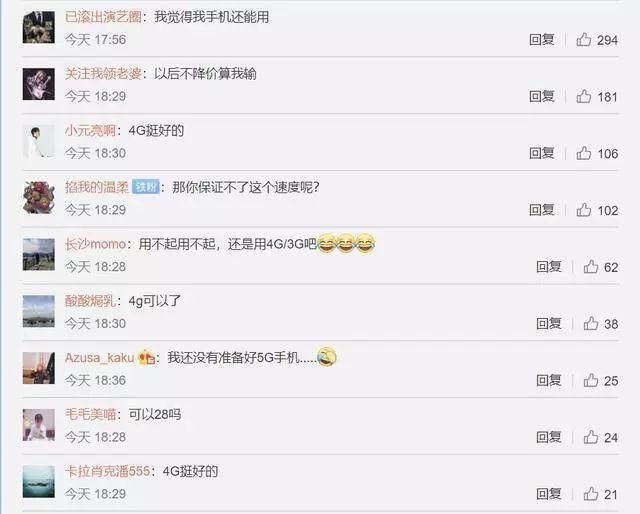 已滚出演艺圈：我觉得我手机还能用
今天 17:56 回复 294
关注我领老婆：以后不降价算我输
今天 18:29 回复 181
小元亮啊：4G挺好的
今天 18:30 回复 106
掐我的温柔 铁粉：那你保证不了这个速度呢？
今天 18:29 回复 102
长沙momo：用不起用不起，还是用4G/3G吧😂😂😂
今天 18:28 回复 62
酸酸焗乳：4g可以了
今天 18:30 回复 38
Azusa_kaku：我还没有准备好5G手机.....🤣
今天 18:36 回复 25
毛毛美喵：可以28吗
今天 18:28 回复 24
卡拉肖克潘555：4G挺好的
今天 18:29 回复 21